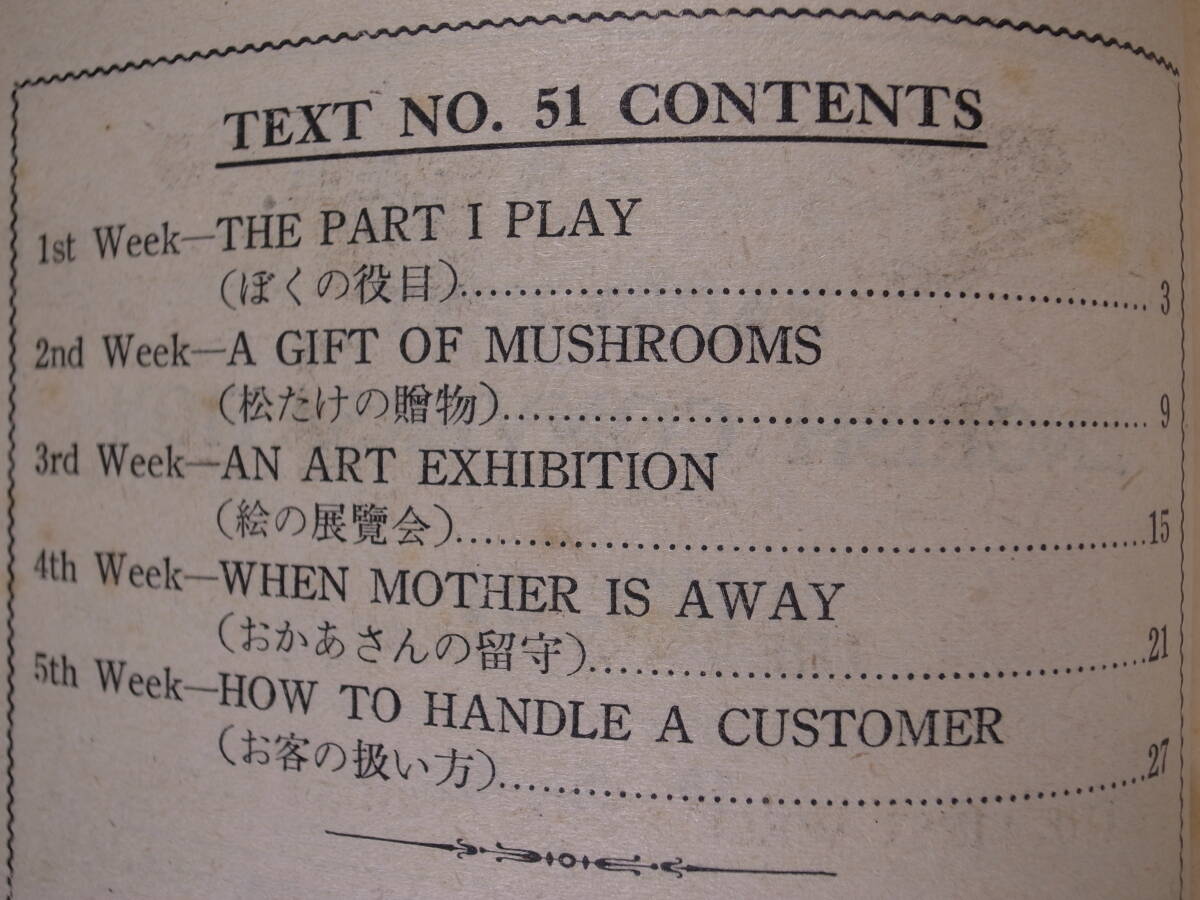 TEXT NO. 51 CONTENTS
1st Week—THE PART I PLAY
(ぼくの役目)..................................................... 3
2nd Week—A GIFT OF MUSHROOMS
(松たけの贈物)................................................. 9
3rd Week—AN ART EXHIBITION
(絵の展覽会).....................................................15
4th Week—WHEN MOTHER IS AWAY
(おかあさんの留守)..........................................21
5th Week—HOW TO HANDLE A CUSTOMER
(お客の扱い方).................................................27